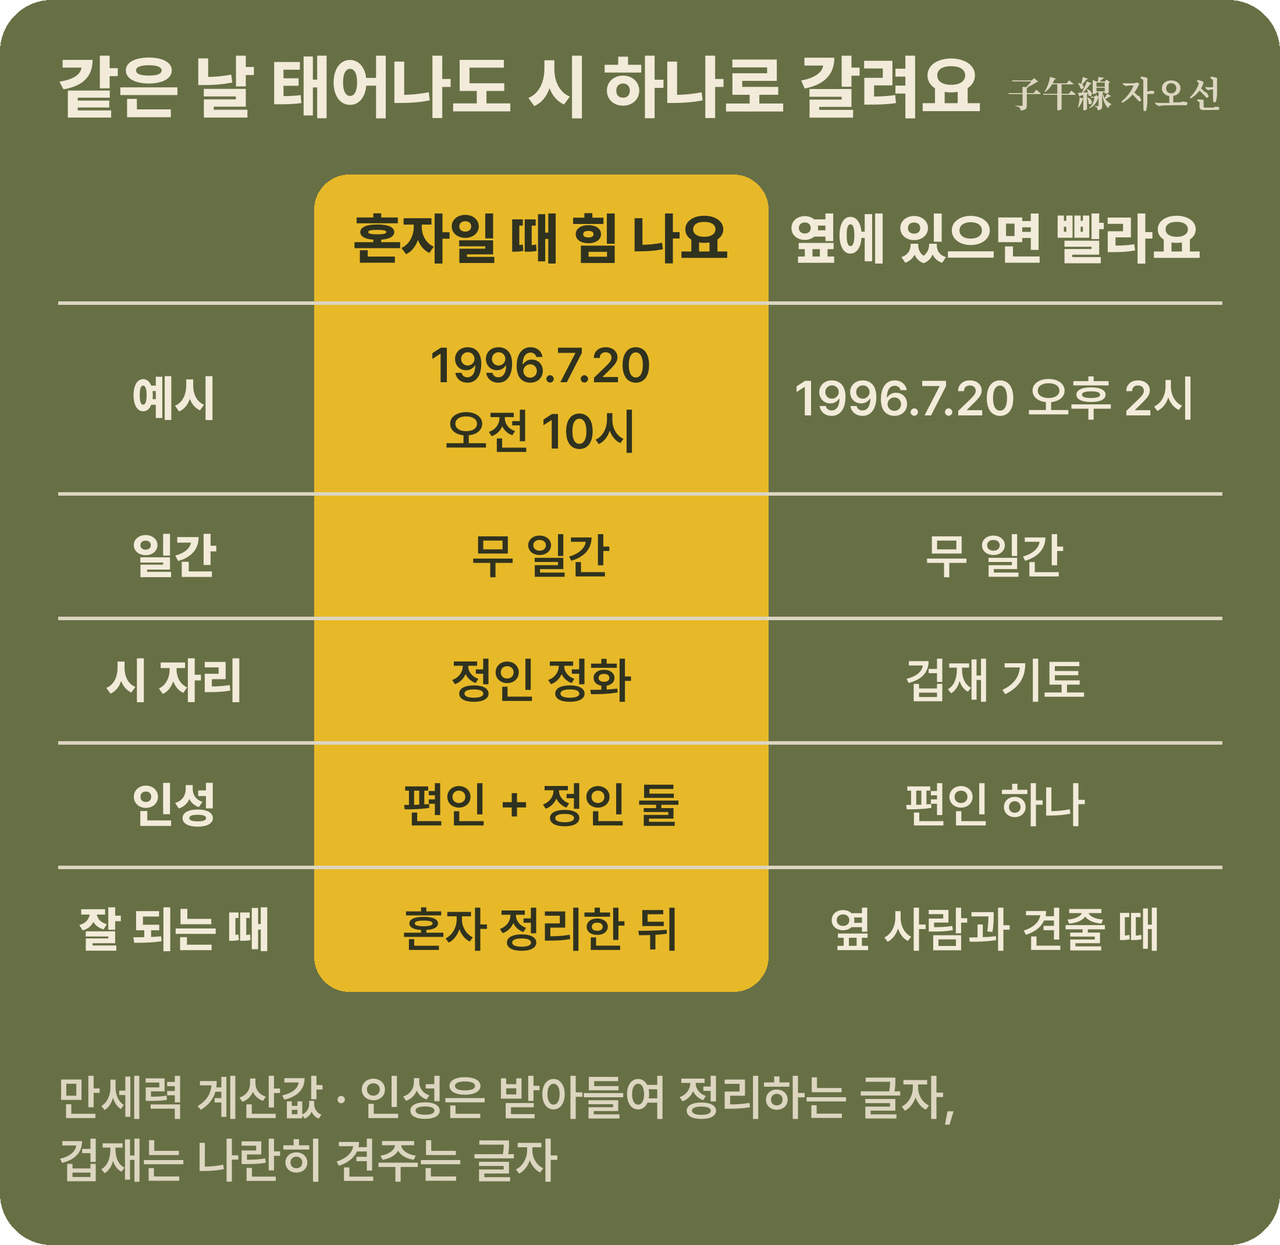 같은 날 태어나도 시 하나로 갈려요 子午線 자오선
혼자일 때 힘 나요 옆에 있으면 빨라요
예시 1996.7.20 오전 10시 1996.7.20 오후 2시
일간 무 일간 무 일간
시 자리 정인 정화 겁재 기토
인성 편인 + 정인 둘 편인 하나
잘 되는 때 혼자 정리한 뒤 옆 사람과 견줄 때
만세력 계산값 · 인성은 받아들여 정리하는 글자,
겁재는 나란히 견주는 글자